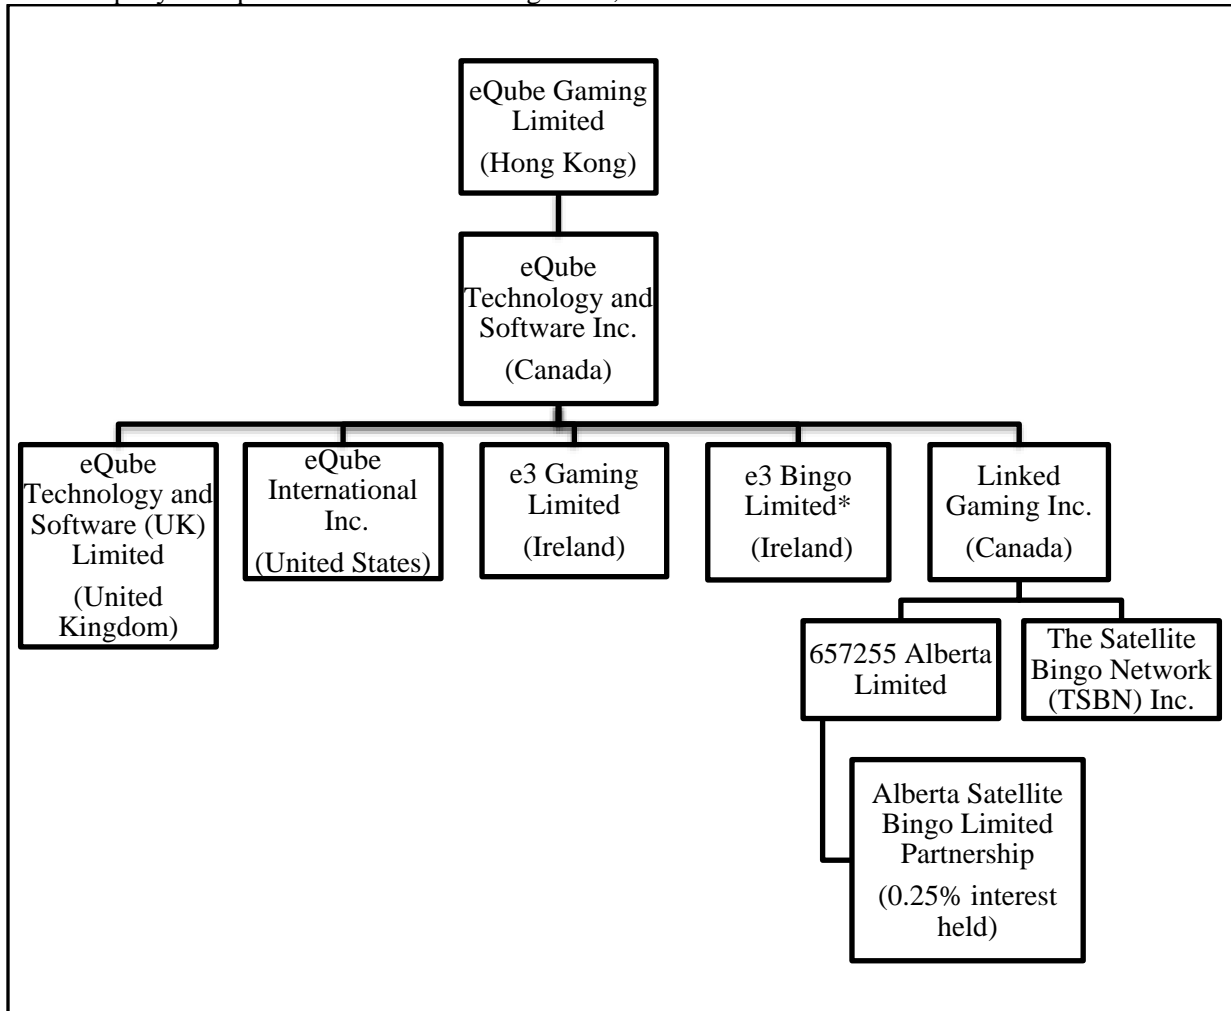 eQube Gaming
Limited
(Hong Kong)
eQube
Technology and
Software Inc.
(Canada)
eQube
Technology and
Software (UK)
Limited
(United
Kingdom)
eQube
International
Inc.
(United States)
e3 Gaming
Limited
(Ireland)
e3 Bingo
Limited*
(Ireland)
Linked
Gaming Inc.
(Canada)
657255 Alberta
Limited
The Satellite
Bingo Network
(TSBN) Inc.
Alberta Satellite
Bingo Limited
Partnership
(0.25% interest
held)